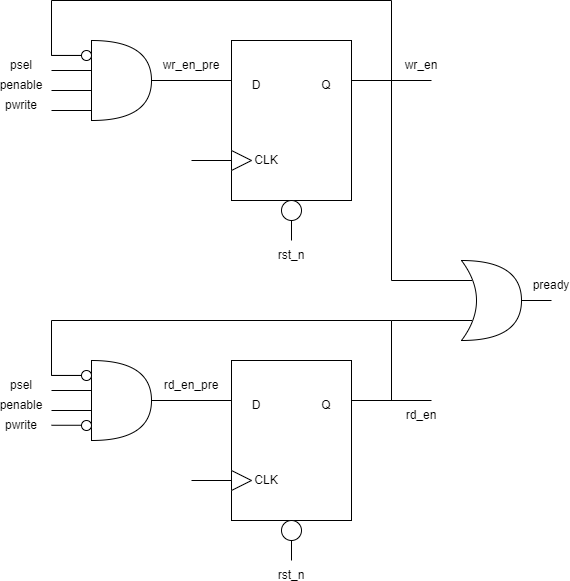 psel
penable
pwrite
wr_en_pre
D
Q
CLK
rst_n
wr_en
pready
psel
penable
pwrite
rd_en_pre
D
Q
CLK
rst_n
rd_en